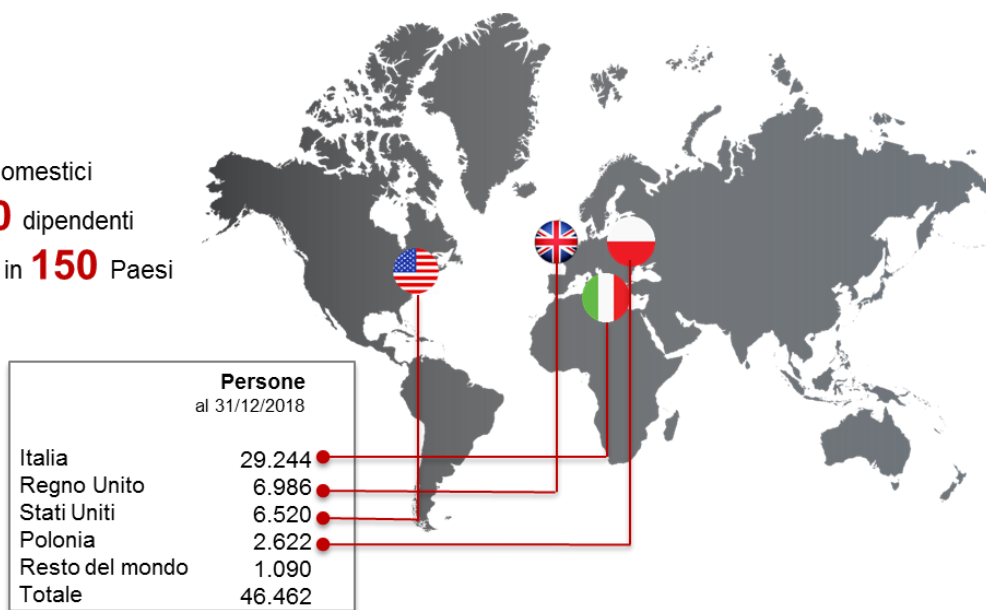 omestici
0 dipendenti
in 150 Paesi
Persone
al 31/12/2018
Italia 29.244
Regno Unito 6.986
Stati Uniti 6.520
Polonia 2.622
Resto del mondo 1.090
Totale 46.462